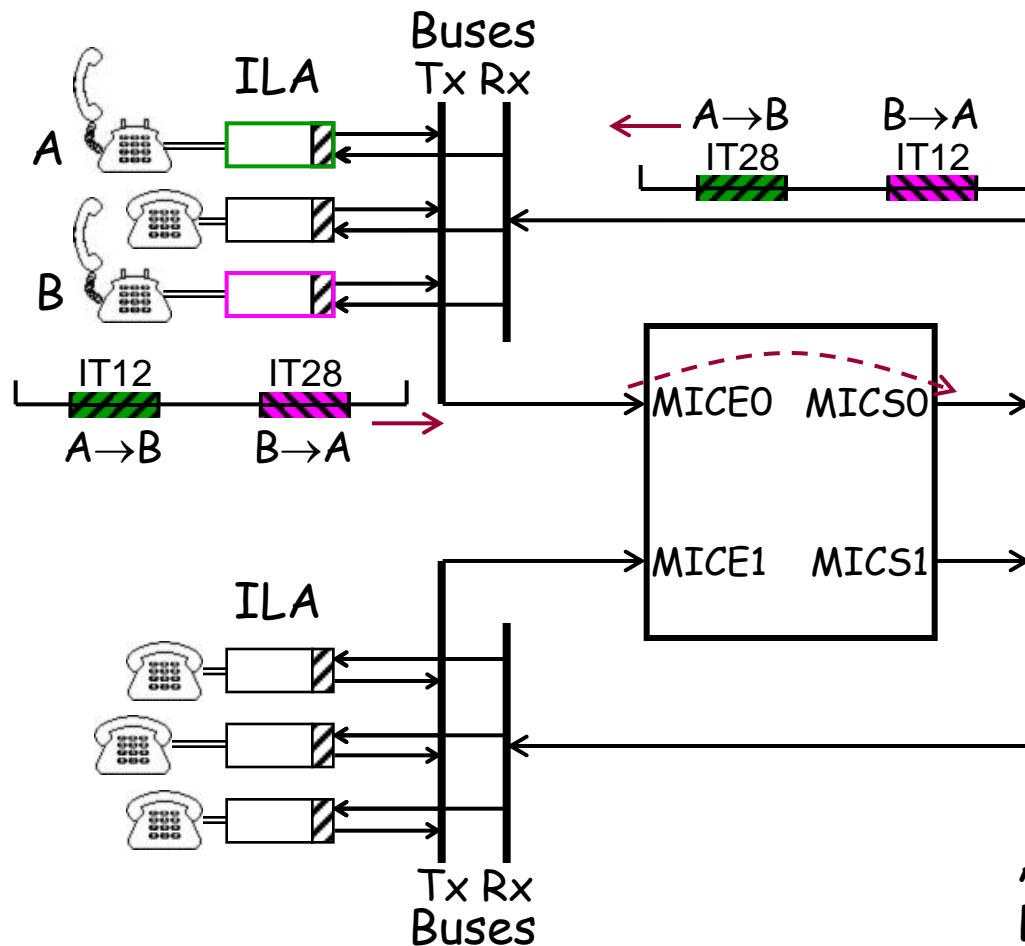 Buses
Tx Rx
ILA
A
B
A→B B→A
IT28 IT12
IT12 IT28
A→B B→A
MICE0 MICS0
MICE1 MICS1
ILA
Tx Rx
Buses